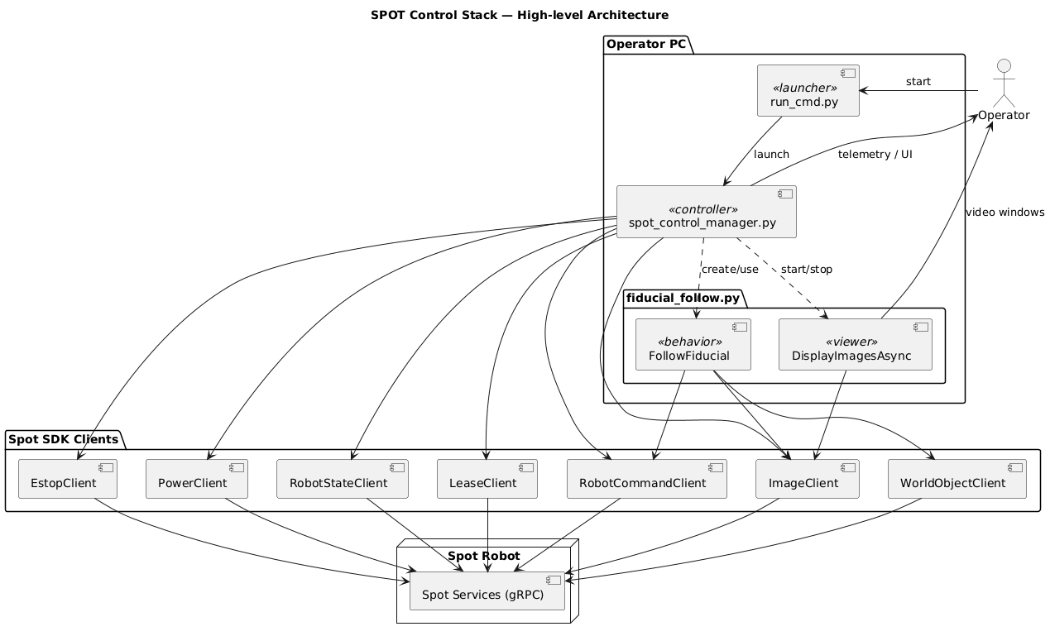 SPOT Control Stack — High-level Architecture
Operator PC
«launcher»
run_cmd.py
start
Operator
launch
telemetry / UI
«controller»
spot_control_manager.py
video windows
create/use
start/stop
fiducial_follow.py
«behavior»
FollowFiducial
«viewer»
DisplayImagesAsync
Spot SDK Clients
EstopClient
PowerClient
RobotStateClient
LeaseClient
RobotCommandClient
ImageClient
WorldObjectClient
Spot Robot
Spot Services (gRPC)